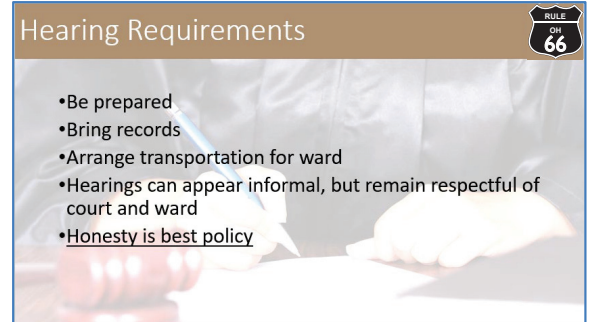 Hearing Requirements
RULE
OH
66
•Be prepared
•Bring records
•Arrange transportation for ward
•Hearings can appear informal, but remain respectful of
court and ward
•Honesty is best policy